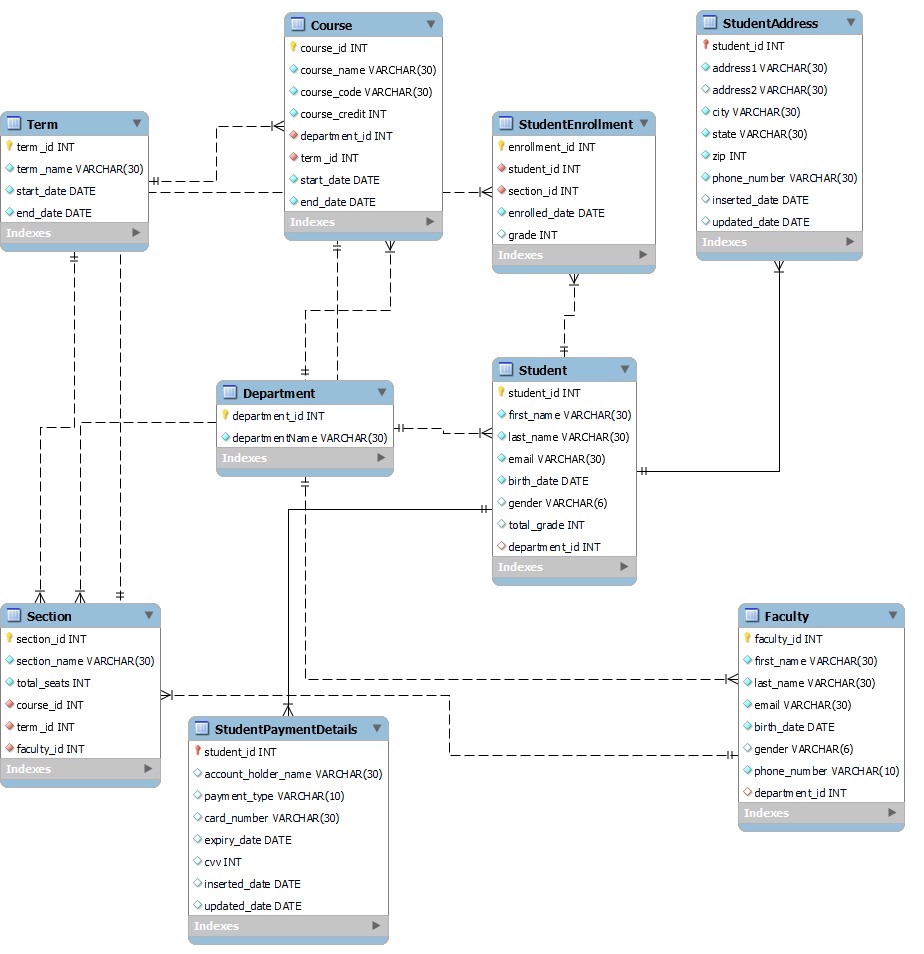 Course
course_id INT
course_name VARCHAR(30)
course_code VARCHAR(30)
course_credit INT
department_id INT
term_id INT
start_date DATE
end_date DATE
Indexes
StudentAddress
student_id INT
address1 VARCHAR(30)
address2 VARCHAR(30)
city VARCHAR(30)
state VARCHAR(30)
zip INT
phone_number VARCHAR(30)
inserted_date DATE
updated_date DATE
Indexes
Term
term_id INT
term_name VARCHAR(30)
start_date DATE
end_date DATE
Indexes
StudentEnrollment
enrollment_id INT
student_id INT
section_id INT
enrolled_date DATE
grade INT
Indexes
Department
department_id INT
departmentName VARCHAR(30)
Indexes
Student
student_id INT
first_name VARCHAR(30)
last_name VARCHAR(30)
email VARCHAR(30)
birth_date DATE
gender VARCHAR(6)
total_grade INT
department_id INT
Indexes
Section
section_id INT
section_name VARCHAR(30)
total_seats INT
course_id INT
term_id INT
faculty_id INT
Indexes
StudentPaymentDetails
student_id INT
account_holder_name VARCHAR(30)
payment_type VARCHAR(10)
card_number VARCHAR(30)
expiry_date DATE
cvv INT
inserted_date DATE
updated_date DATE
Indexes
Faculty
faculty_id INT
first_name VARCHAR(30)
last_name VARCHAR(30)
email VARCHAR(30)
birth_date DATE
gender VARCHAR(6)
phone_number VARCHAR(10)
department_id INT
Indexes